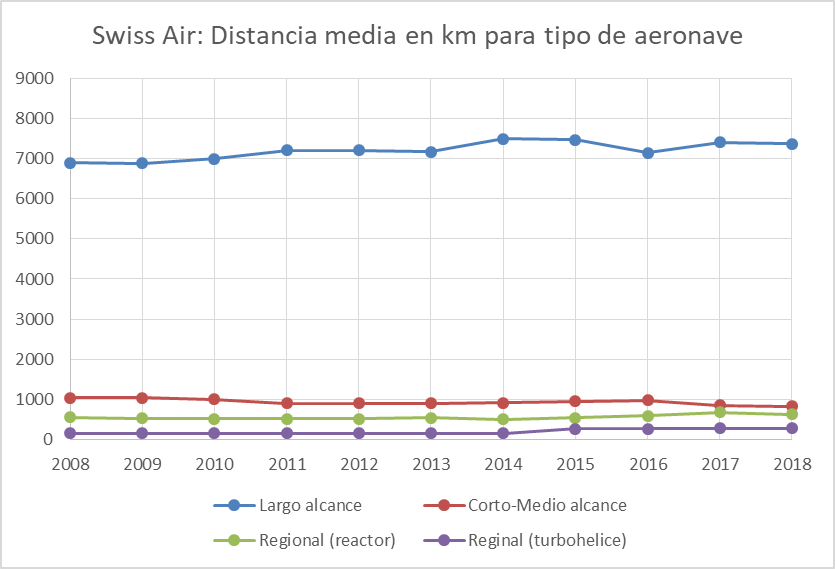 Swiss Air: Distancia media en km para tipo de aeronave
9000
8000
7000
6000
5000
4000
3000
2000
1000
0
2008 2009 2010 2011 2012 2013 2014 2015 2016 2017 2018
Largo alcance Corto-Medio alcance
Regional (reactor) Reginal (turbohelice)